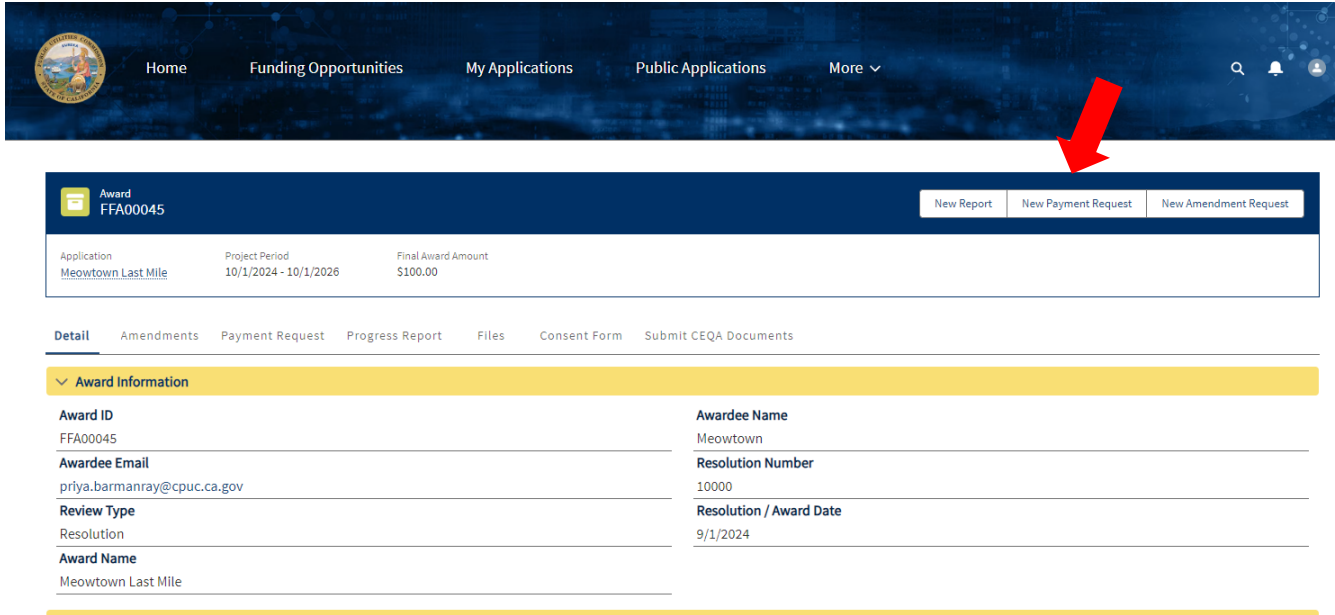 Home Funding Opportunities My Applications Public Applications More
Award
FFA00045
New Report New Payment Request New Amendment Request
Application Project Period Final Award Amount
Meowtown Last Mile 10/1/2024 - 10/1/2026 $100.00
Detail Amendments Payment Request Progress Report Files Consent Form Submit CEQA Documents
Award Information
Award ID Awardee Name
FFA00045 Meowtown
Awardee Email Resolution Number
priya.barmanray@cpuc.ca.gov 10000
Review Type Resolution / Award Date
Resolution 9/1/2024
Award Name
Meowtown Last Mile